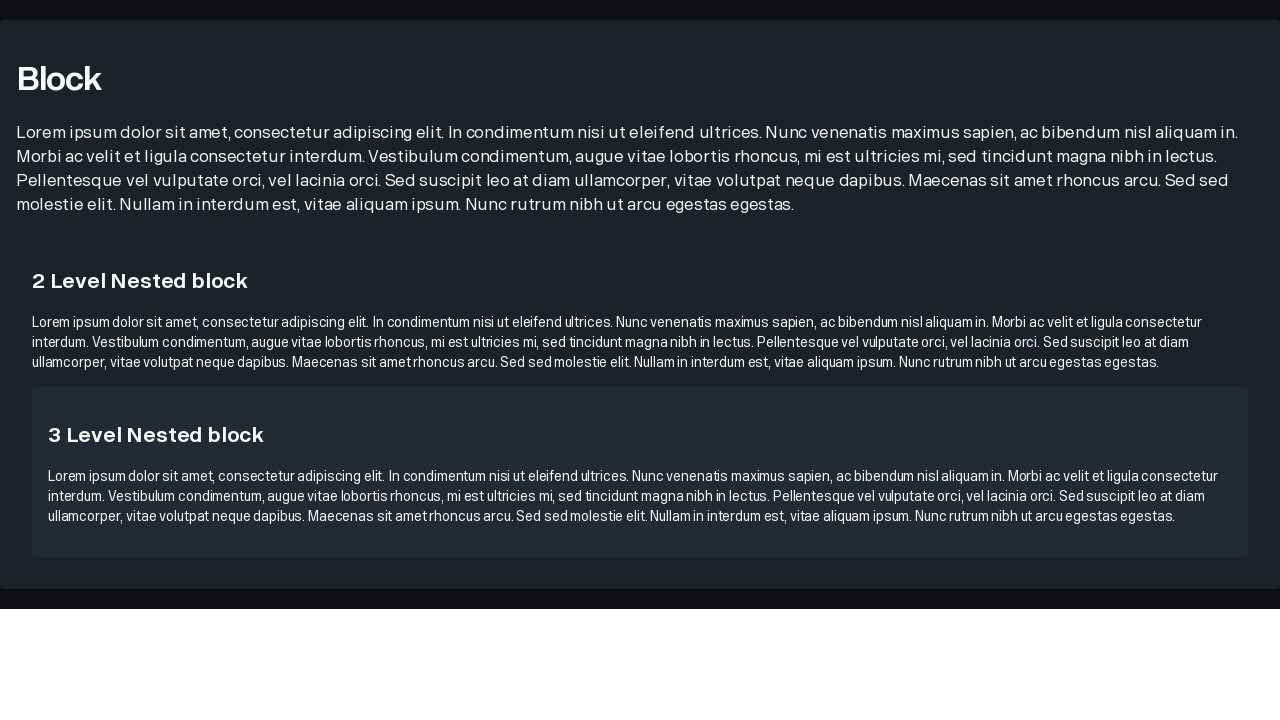 Block
Lorem ipsum dolor sit amet, consectetur adipiscing elit. In condimentum nisi ut eleifend ultrices. Nunc venenatis maximus sapien, ac bibendum nisl aliquam in.
Morbi ac velit et ligula consectetur interdum. Vestibulum condimentum, augue vitae lobortis rhoncus, mi est ultricies mi, sed tincidunt magna nibh in lectus.
Pellentesque vel vulputate orci, vel lacinia orci. Sed suscipit leo at diam ullamcorper, vitae volutpat neque dapibus. Maecenas sit amet rhoncus arcu. Sed sed
molestie elit. Nullam in interdum est, vitae aliquam ipsum. Nunc rutrum nibh ut arcu egestas egestas.
2 Level Nested block
Lorem ipsum dolor sit amet, consectetur adipiscing elit. In condimentum nisi ut eleifend ultrices. Nunc venenatis maximus sapien, ac bibendum nisl aliquam in. Morbi ac velit et ligula consectetur
interdum. Vestibulum condimentum, augue vitae lobortis rhoncus, mi est ultricies mi, sed tincidunt magna nibh in lectus. Pellentesque vel vulputate orci, vel lacinia orci. Sed suscipit leo at diam
ullamcorper, vitae volutpat neque dapibus. Maecenas sit amet rhoncus arcu. Sed sed molestie elit. Nullam in interdum est, vitae aliquam ipsum. Nunc rutrum nibh ut arcu egestas egestas.
3 Level Nested block
Lorem ipsum dolor sit amet, consectetur adipiscing elit. In condimentum nisi ut eleifend ultrices. Nunc venenatis maximus sapien, ac bibendum nisl aliquam in. Morbi ac velit et ligula consectetur
interdum. Vestibulum condimentum, augue vitae lobortis rhoncus, mi est ultricies mi, sed tincidunt magna nibh in lectus. Pellentesque vel vulputate orci, vel lacinia orci. Sed suscipit leo at diam
ullamcorper, vitae volutpat neque dapibus. Maecenas sit amet rhoncus arcu. Sed sed molestie elit. Nullam in interdum est, vitae aliquam ipsum. Nunc rutrum nibh ut arcu egestas egestas.